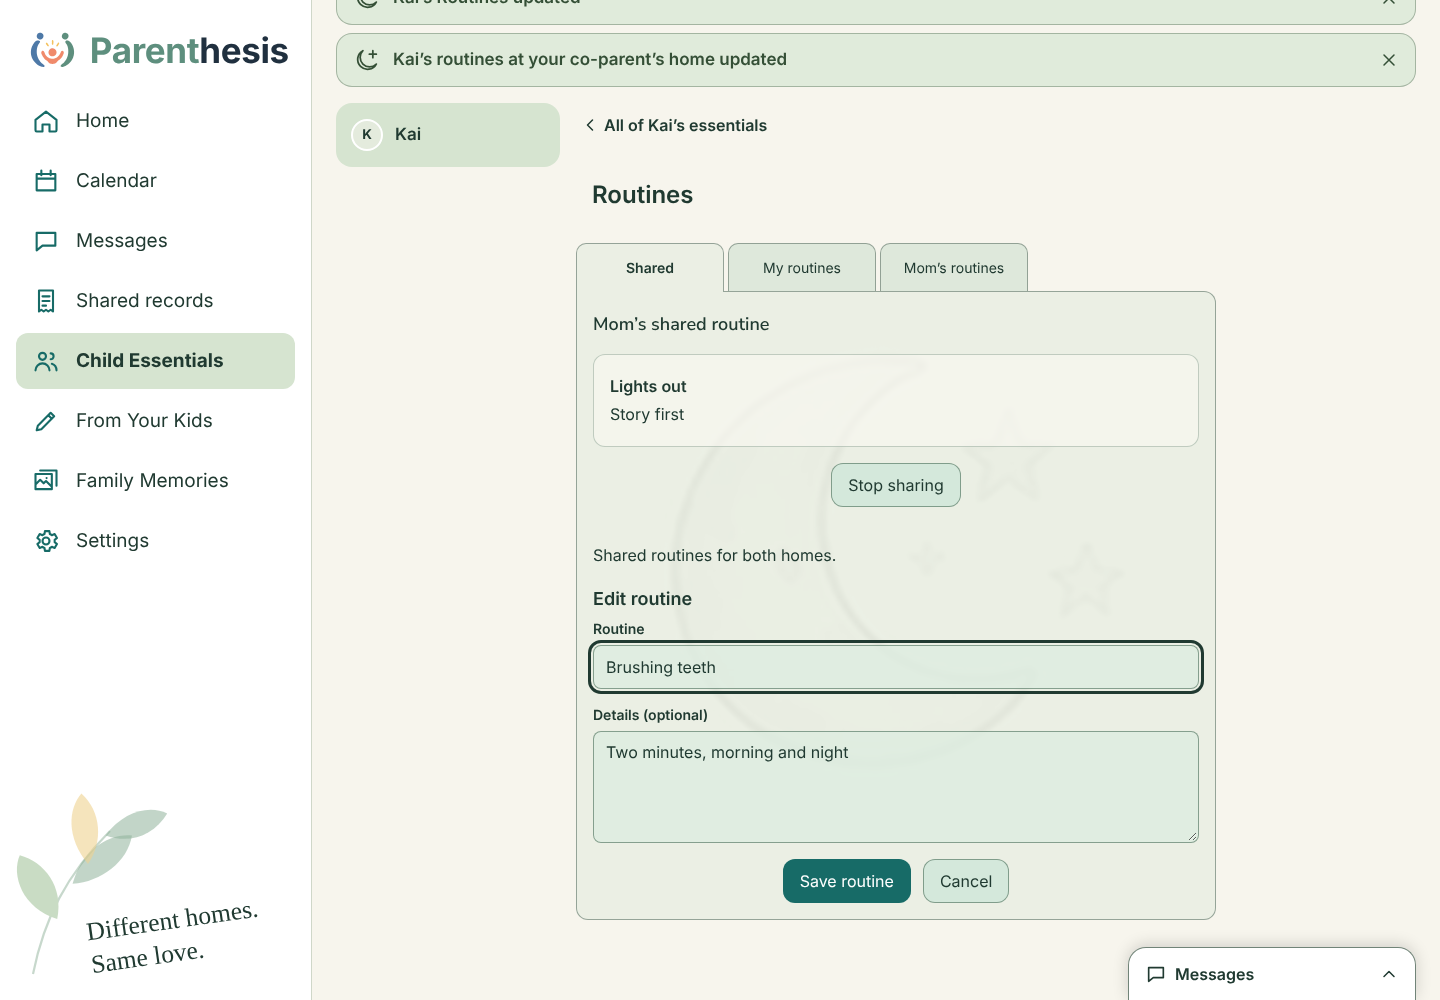 Parenthesis
Home
Calendar
Messages
Shared records
Child Essentials
From Your Kids
Family Memories
Settings
Different homes.
Same love.
Kai's Routines updated
Kai’s routines at your co-parent’s home updated
K
Kai
All of Kai’s essentials
Routines
Shared
My routines
Mom’s routines
Mom’s shared routine
Lights out
Story first
Stop sharing
Shared routines for both homes.
Edit routine
Routine
Brushing teeth
Details (optional)
Two minutes, morning and night
Save routine
Cancel
Messages